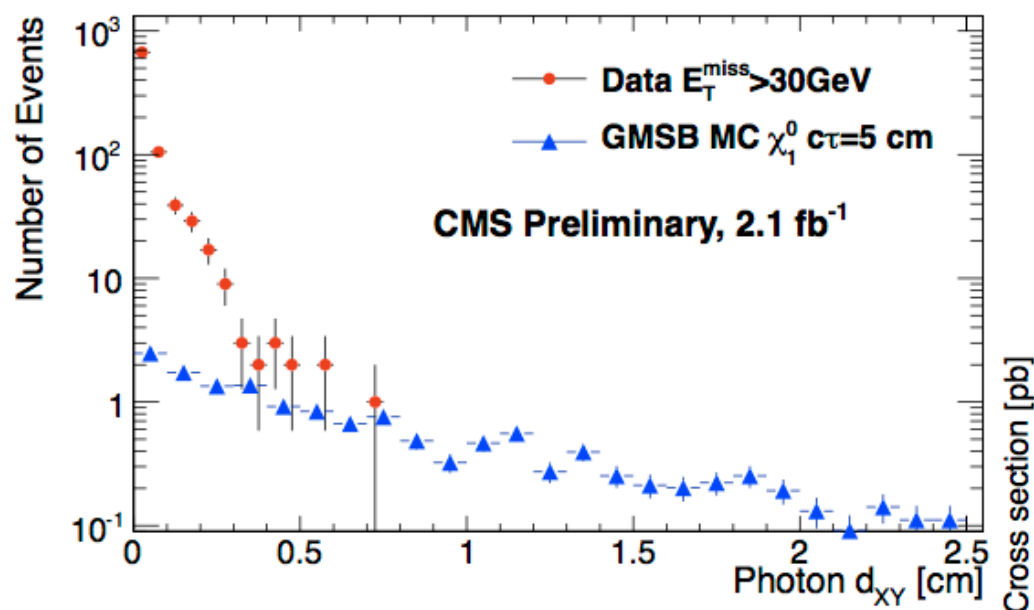 Number of Events
10³
10²
10
1
10⁻¹
Data E_T^miss>30GeV
GMSB MC χ₁⁰ cτ=5 cm
CMS Preliminary, 2.1 fb⁻¹
0 0.5 1 1.5 2 2.5
Photon d_XY [cm]
Cross section [pb]